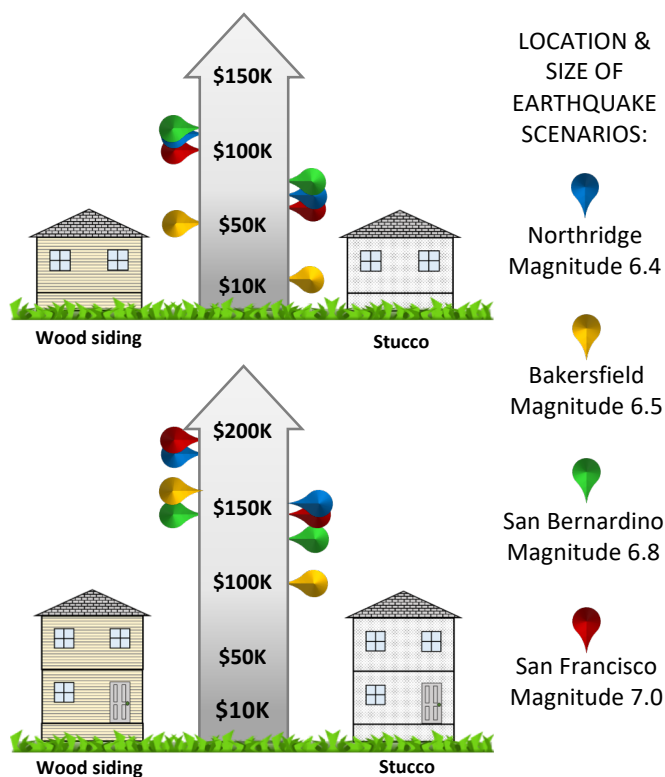 $150K
$100K
$50K
$10K
Wood siding
Stucco
$200K
$150K
$100K
$50K
$10K
Wood siding
Stucco
LOCATION &
SIZE OF
EARTHQUAKE
SCENARIOS:
Northridge
Magnitude 6.4
Bakersfield
Magnitude 6.5
San Bernardino
Magnitude 6.8
San Francisco
Magnitude 7.0